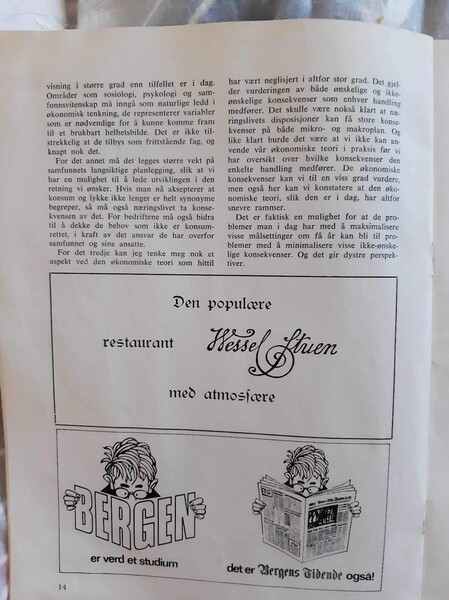 visning i større grad enn tilfellet er i dag.
Områder som sosiologi, psykologi og sam-
funnsvitenskap må inngå som naturlige ledd i
økonomisk tenkning, de representerer variabler
som er nødvendige for å kunne komme fram
til et brukbart helhetsbilde. Det er ikke til-
strekkelig at de tilbys som frittstående fag, og
knapt nok det.
For det annet må det legges større vekt på
samfunnets langsiktige planlegging, slik at vi
har en mulighet til å lede utviklingen i den
retning vi ønsker. Hvis man nå aksepterer at
konsum og lykke ikke lenger er helt synonyme
begreper, så må også næringslivet ta konse-
kvensen av det. For bedriftene må også bidra
til å dekke de behov som ikke er konsum-
rettet, i kraft av det ansvar de har overfor
samfunnet og sine ansatte.
For det tredje kan jeg tenke meg nok et
aspekt ved den økonomiske teori som hittil
har vært neglisjert i altfor stor grad. Det gjel-
der vurderingen av både ønskelige og ikke-
ønskelige konsekvenser som enhver handling
medfører. Det skulle være nokså klart at næ-
ringslivets disposisjoner kan få store konse-
kvenser på både mikro- og makroplan. Og
like klart burde det være at vi ikke kan an-
vende vår økonomiske teori i praksis før vi
har oversikt over hvilke konsekvenser den
enkelte handling medfører. De økonomiske
konsekvenser kan vi til en viss grad vurdere,
men også her kan vi konstatere at den øko-
nomiske teori, slik den er i dag, har altfor
snevre rammer.
Det er faktisk en mulighet for at de pro-
blemer man i dag har med å maksimalisere
visse målsettinger om få år kan bli til pro-
blemer med å minimalisere visse ikke-ønske-
lige konsekvenser. Og det gir dystre perspek-
tiver.
Den populære
restaurant Wessel Stuen
med atmosfære
BERGEN
er verd et studium
det er Bergens Tidende også!
14